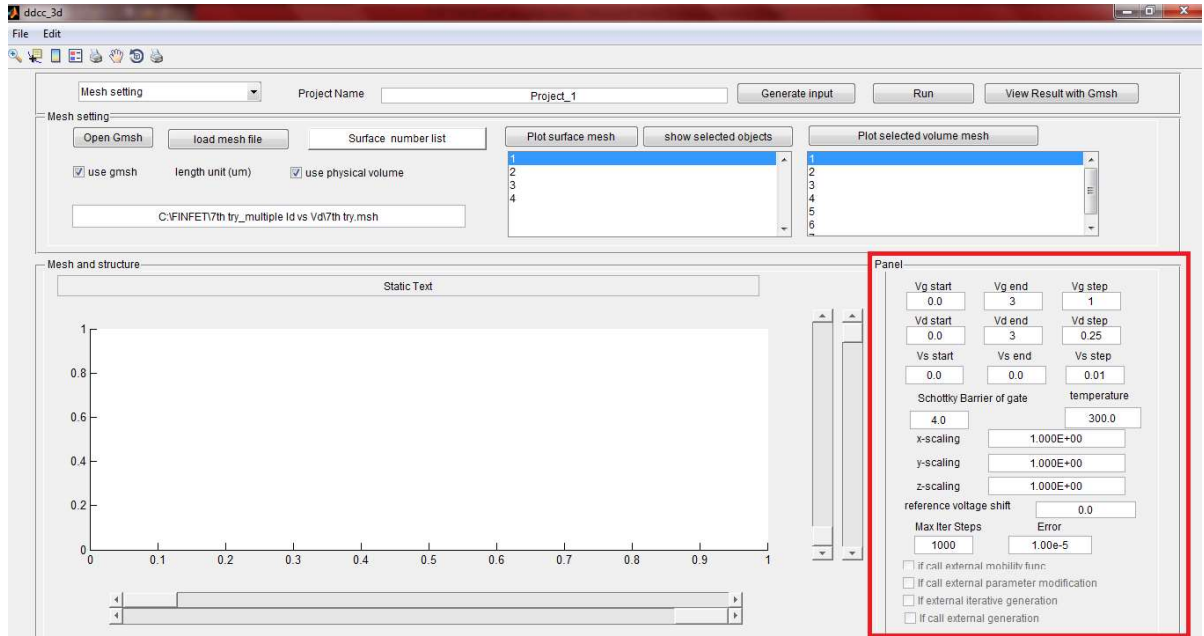 ddcc_3d
File Edit
Mesh setting Project Name Project_1 Generate input Run View Result with Gmsh
Mesh setting
Open Gmsh load mesh file Surface number list Plot surface mesh show selected objects Plot selected volume mesh
use gmsh length unit (um) use physical volume
C:\FINFET\7th try_multiple Id vs Vd\7th try.msh
1
2
3
4
1
2
3
4
5
6
Mesh and structure
Static Text
1
0.8
0.6
0.4
0.2
0
0 0.1 0.2 0.3 0.4 0.5 0.6 0.7 0.8 0.9 1
Panel
Vg start Vg end Vg step
0.0 3 1
Vd start Vd end Vd step
0.0 3 0.25
Vs start Vs end Vs step
0.0 0.0 0.01
Schottky Barrier of gate temperature
4.0 300.0
x-scaling 1.000E+00
y-scaling 1.000E+00
z-scaling 1.000E+00
reference voltage shift 0.0
Max Iter Steps Error
1000 1.00e-5
if call external mobility func
If call external parameter modification
If external iterative generation
If call external generation